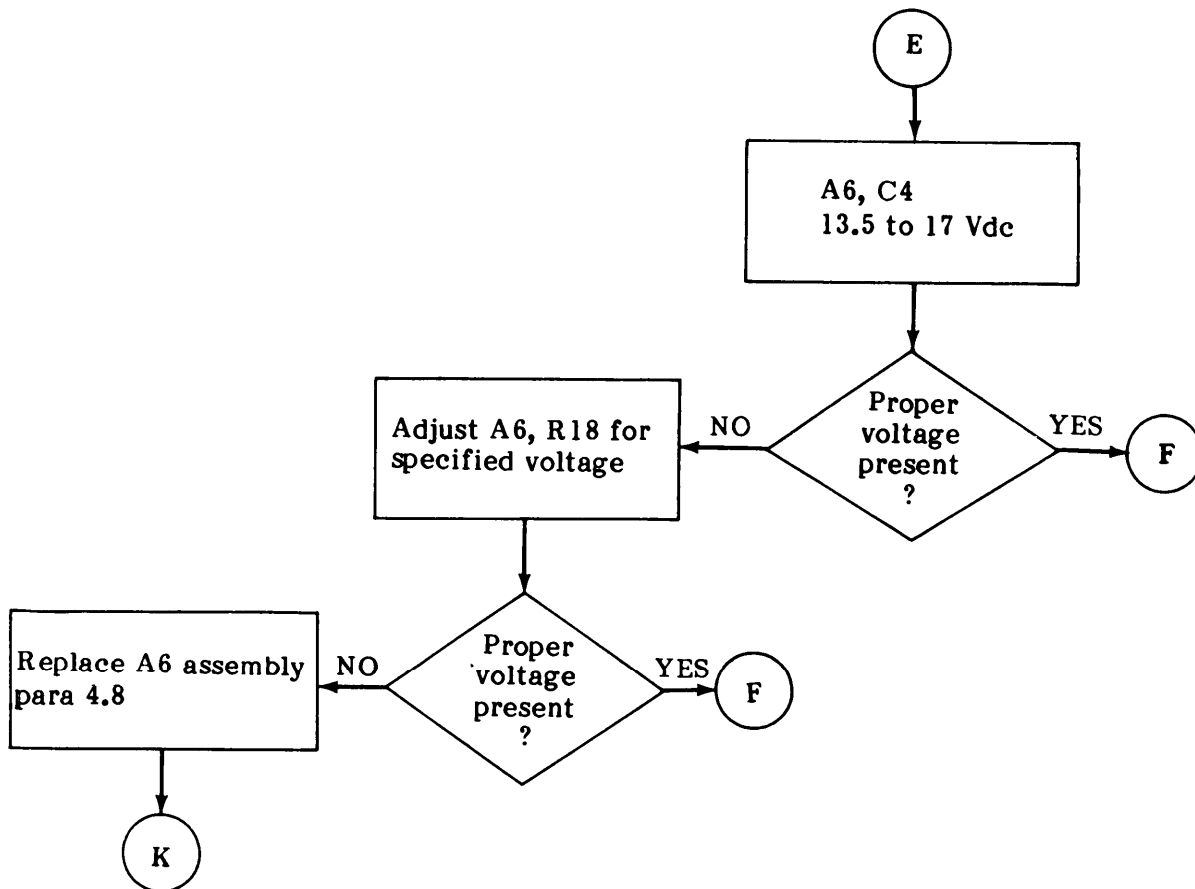 E
A6, C4
13.5 to 17 Vdc
Proper
voltage
present
?
YES
F
NO
Adjust A6, R18 for
specified voltage
Proper
voltage
present
?
YES
F
NO
Replace A6 assembly
para 4.8
K